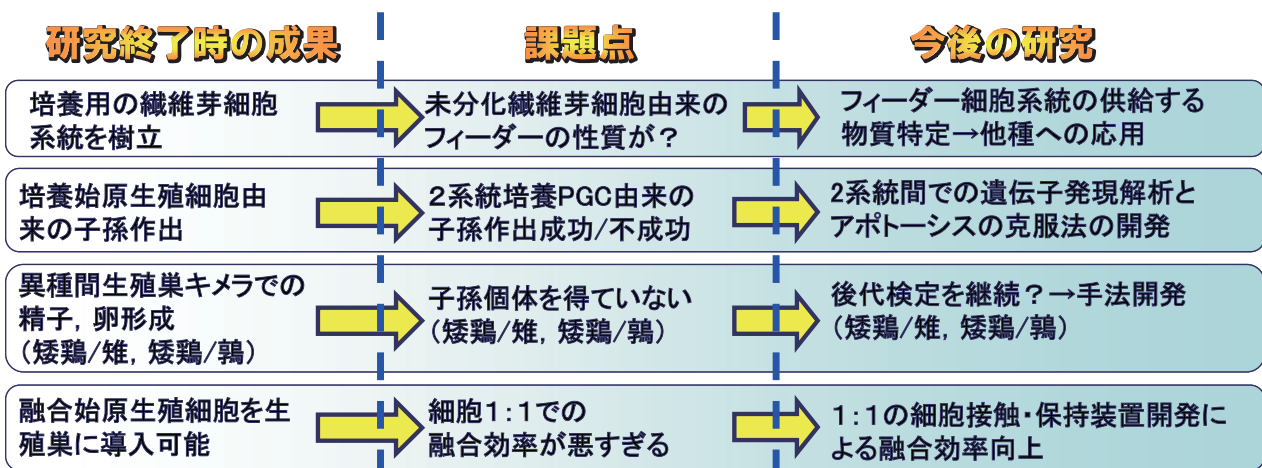 研究終了時の成果
課題点
今後の研究
培養用の繊維芽細胞
系統を樹立
未分化繊維芽細胞由来の
フィーダーの性質が？
フィーダー細胞系統の供給する
物質特定→他種への応用
培養始原生殖細胞由
来の子孫作出
２系統培養PGC由来の
子孫作出成功/不成功
2系統間での遺伝子発現解析と
アポトーシスの克服法の開発
異種間生殖巣キメラでの
精子，卵形成
（矮鶏/雉，矮鶏/鶉）
子孫個体を得ていない
（矮鶏/雉，矮鶏/鶉）
後代検定を継続？→手法開発
（矮鶏/雉，矮鶏/鶉）
融合始原生殖細胞を生
殖巣に導入可能
細胞１：１での
融合効率が悪すぎる
１：１の細胞接触・保持装置開発に
よる融合効率向上